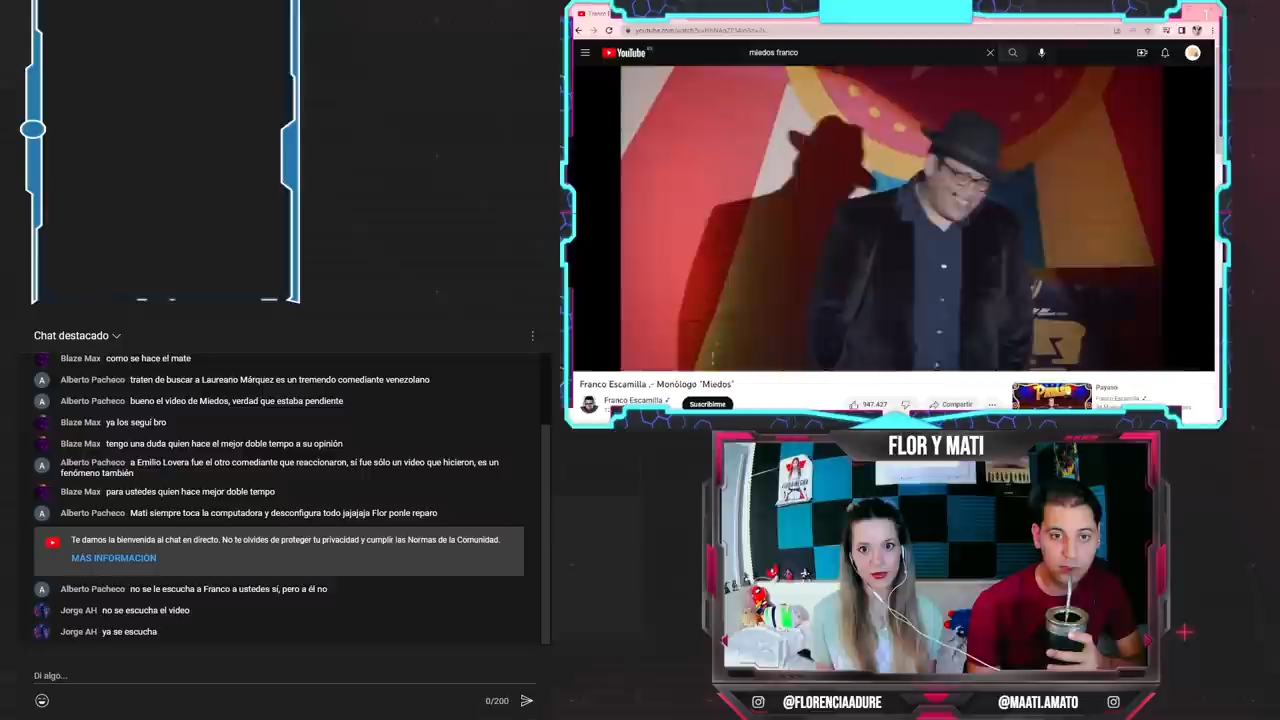 Chat destacado
Blaze Max como se hace el mate
Alberto Pacheco traten de buscar a Laureano Márquez es un tremendo comediante venezolano
Alberto Pacheco bueno el video de Miedos, verdad que estaba pendiente
Blaze Max ya los seguí bro
Blaze Max tengo una duda quien hace el mejor doble tempo a su opinión
Alberto Pacheco a Emilio Lovera fue el otro comediante que reaccionaron, sí fue sólo un video que hicieron, es un
fenómeno también
Blaze Max para ustedes quien hace mejor doble tempo
Alberto Pacheco Mati siempre toca la computadora y desconfigura todo jajajaja Flor ponle reparo
Te damos la bienvenida al chat en directo. No te olvides de proteger tu privacidad y cumplir las Normas de la Comunidad.
MÁS INFORMACIÓN
Alberto Pacheco no se le escucha a Franco a ustedes sí, pero a él no
Jorge AH no se escucha el video
Jorge AH ya se escucha
Di algo...
0/200
YouTube
miedos franco
Franco Escamilla .- Monólogo "Miedos"
Franco Escamilla
Suscribirme
947.427
Compartir
Payaso
Franco Escamilla
FLOR Y MATI
@FLORENCIAADURE
@MAATI.AMATO